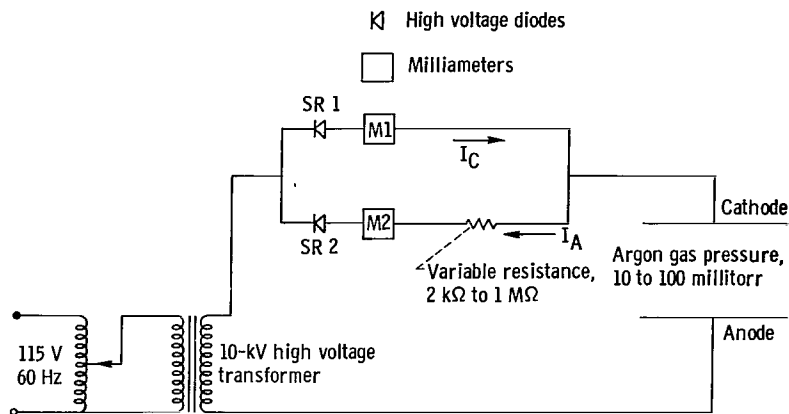 High voltage diodes
Milliameters
SR 1
M1
I_C
SR 2
M2
I_A
Variable resistance,
2 kΩ to 1 MΩ
Cathode
Argon gas pressure,
10 to 100 millitorr
Anode
115 V
60 Hz
10-kV high voltage
transformer